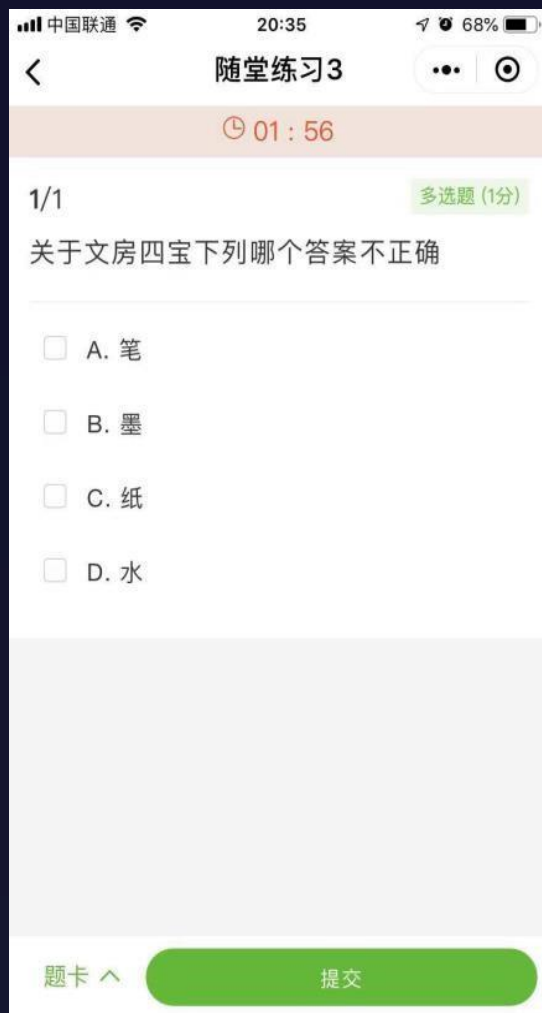 中国联通 20:35 68%
随堂练习3
01 : 56
1/1 多选题 (1分)
关于文房四宝下列哪个答案不正确
A. 笔
B. 墨
C. 纸
D. 水
题卡 提交